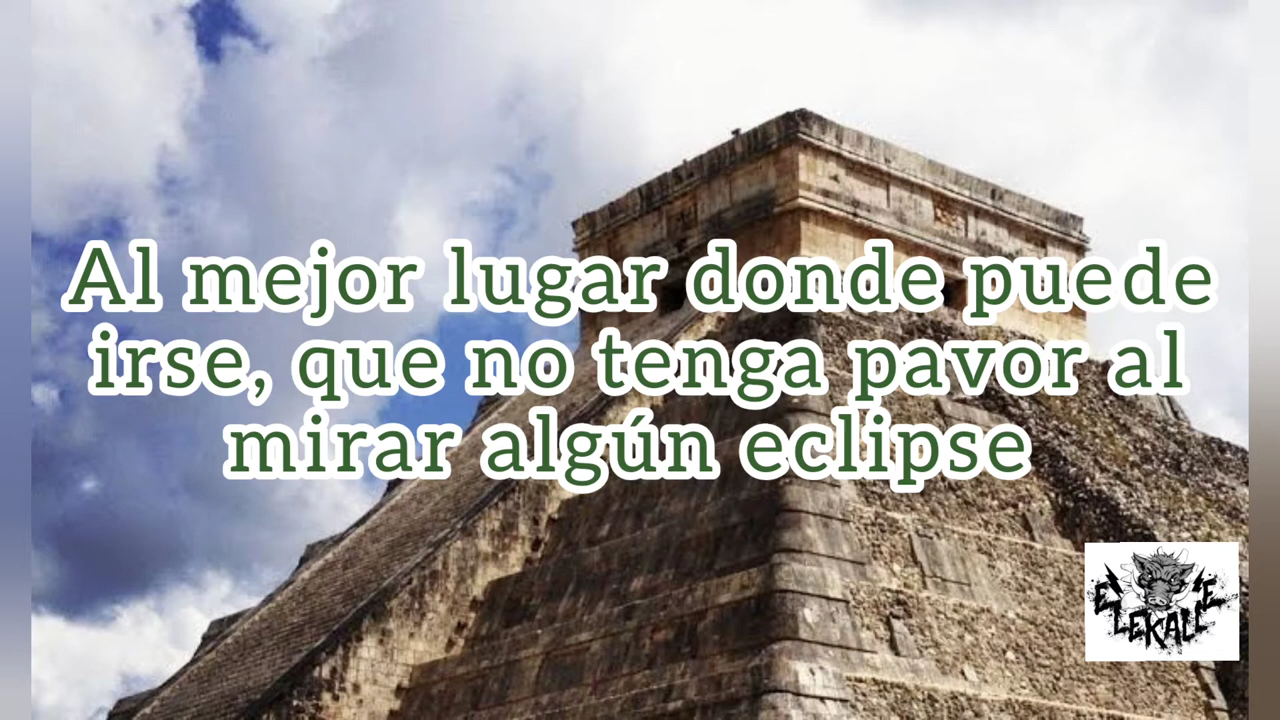 Al mejor lugar donde puede
irse, que no tenga pavor al
mirar algún eclipse